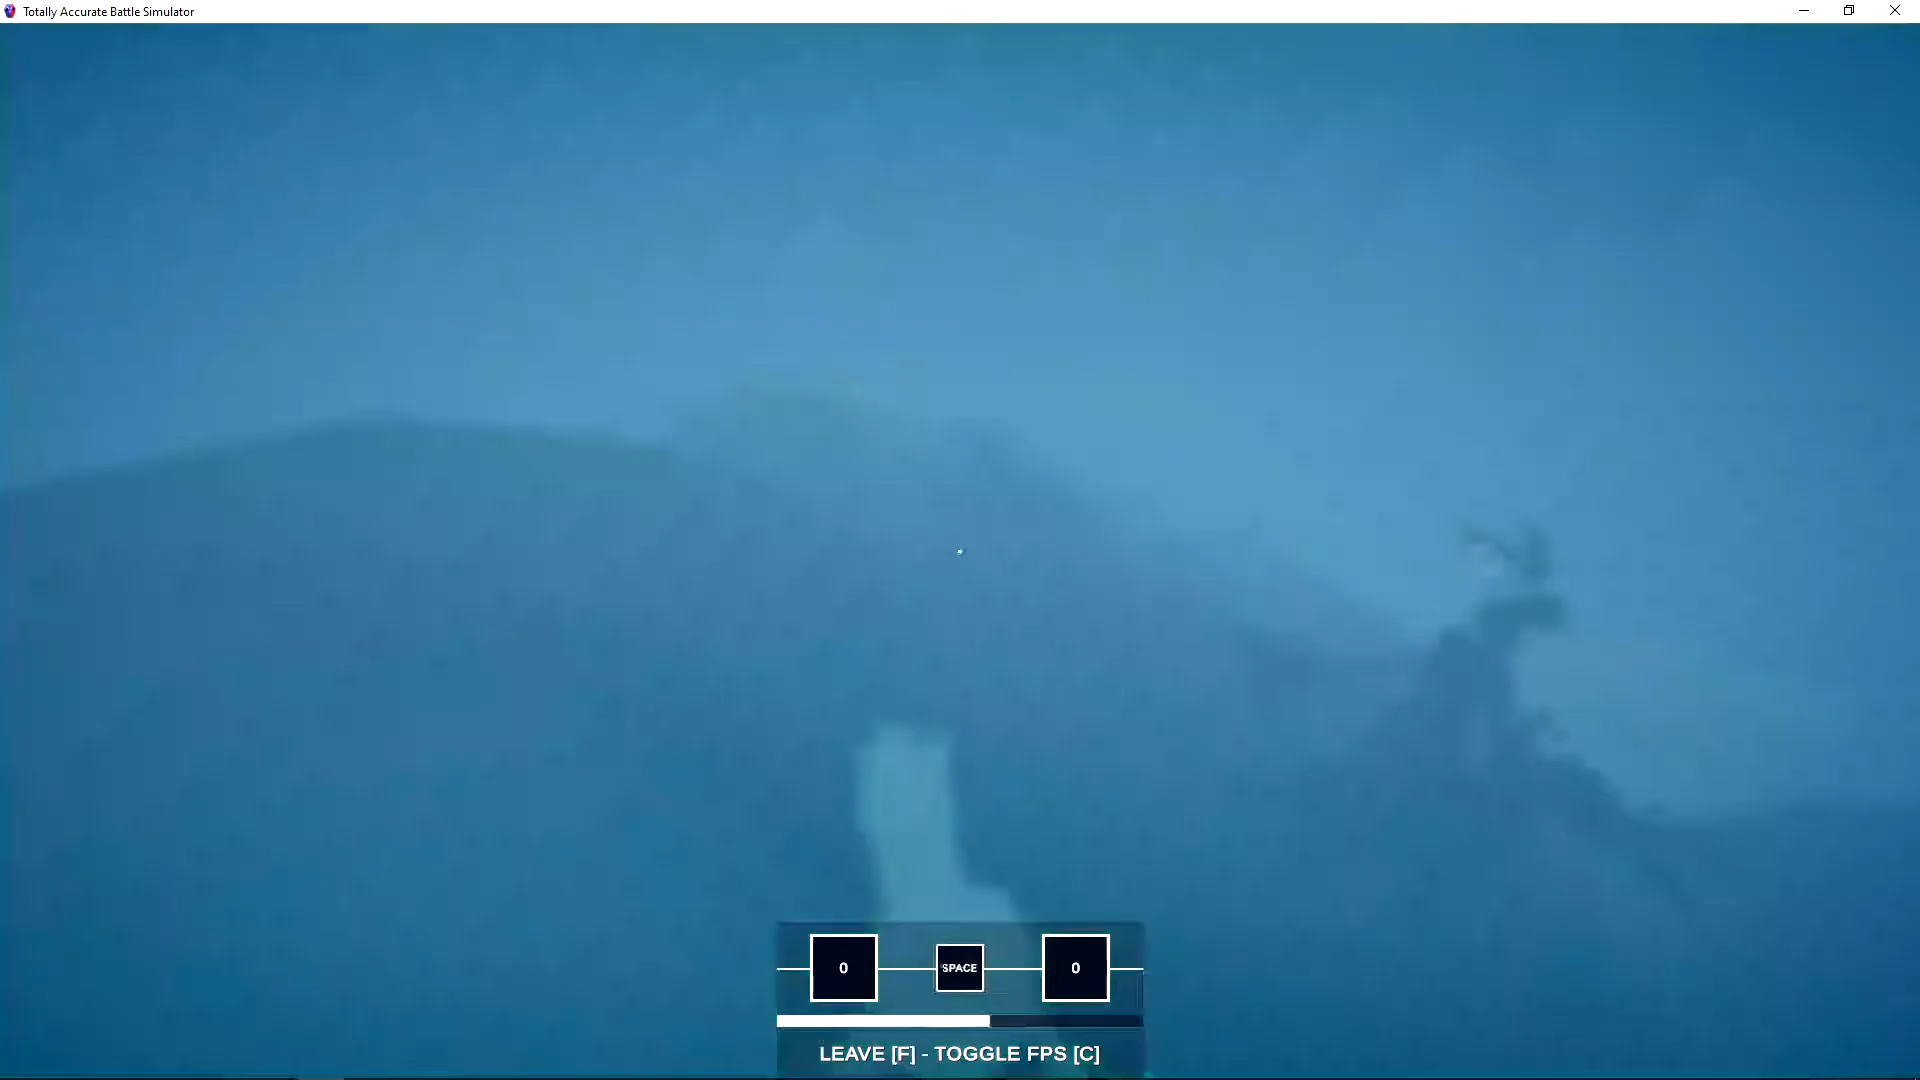 Totally Accurate Battle Simulator
0 SPACE 0
LEAVE [F] - TOGGLE FPS [C]